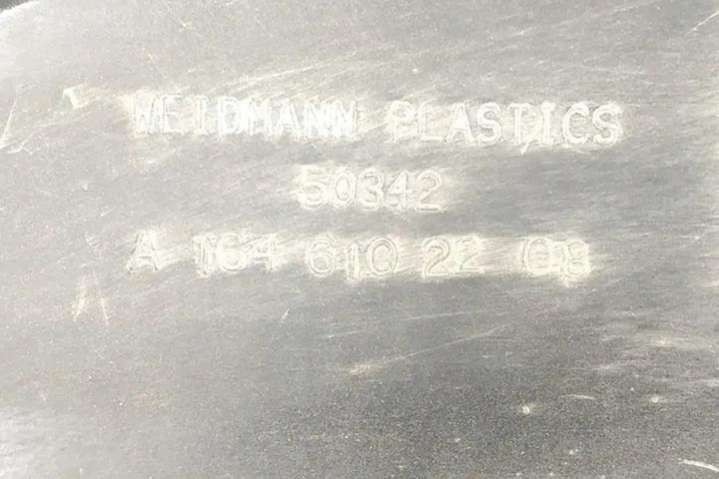 WEIDMANN PLASTICS
50342
A 164 610 22 08